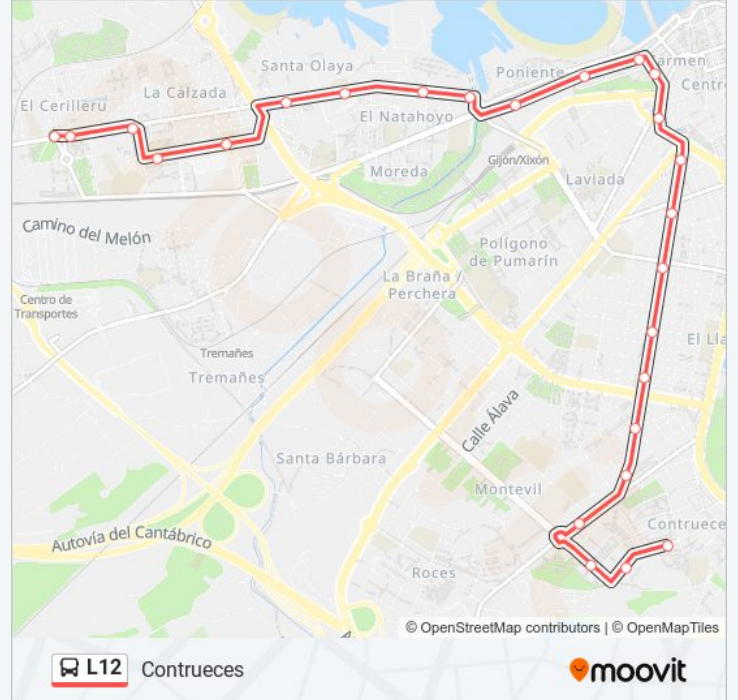 Santa Olaya
Poniente
armen
Centr
El Cerilleru
La Calzada
El Natahoyo
Gijón/Xixón
Moreda
Laviada
Camino del Melón
Polígono
de Pumarín
La Braña /
Perchera
Centro de
Transportes
El Lla
Tremañes
Tremañes
Calle Álava
Santa Bárbara
Montevil
Contruece
Autovía del Cantábrico
Roces
A
© OpenStreetMap contributors | © OpenMapTiles
L12 Contrueces
moovit